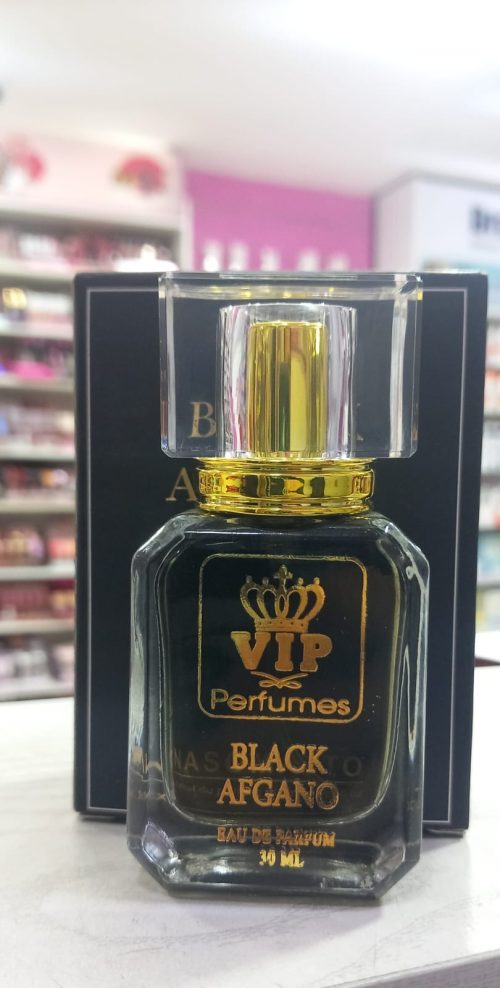 VIP
Perfumes
BLACK
AFGANO
EAU DE PARFUM
30 ML